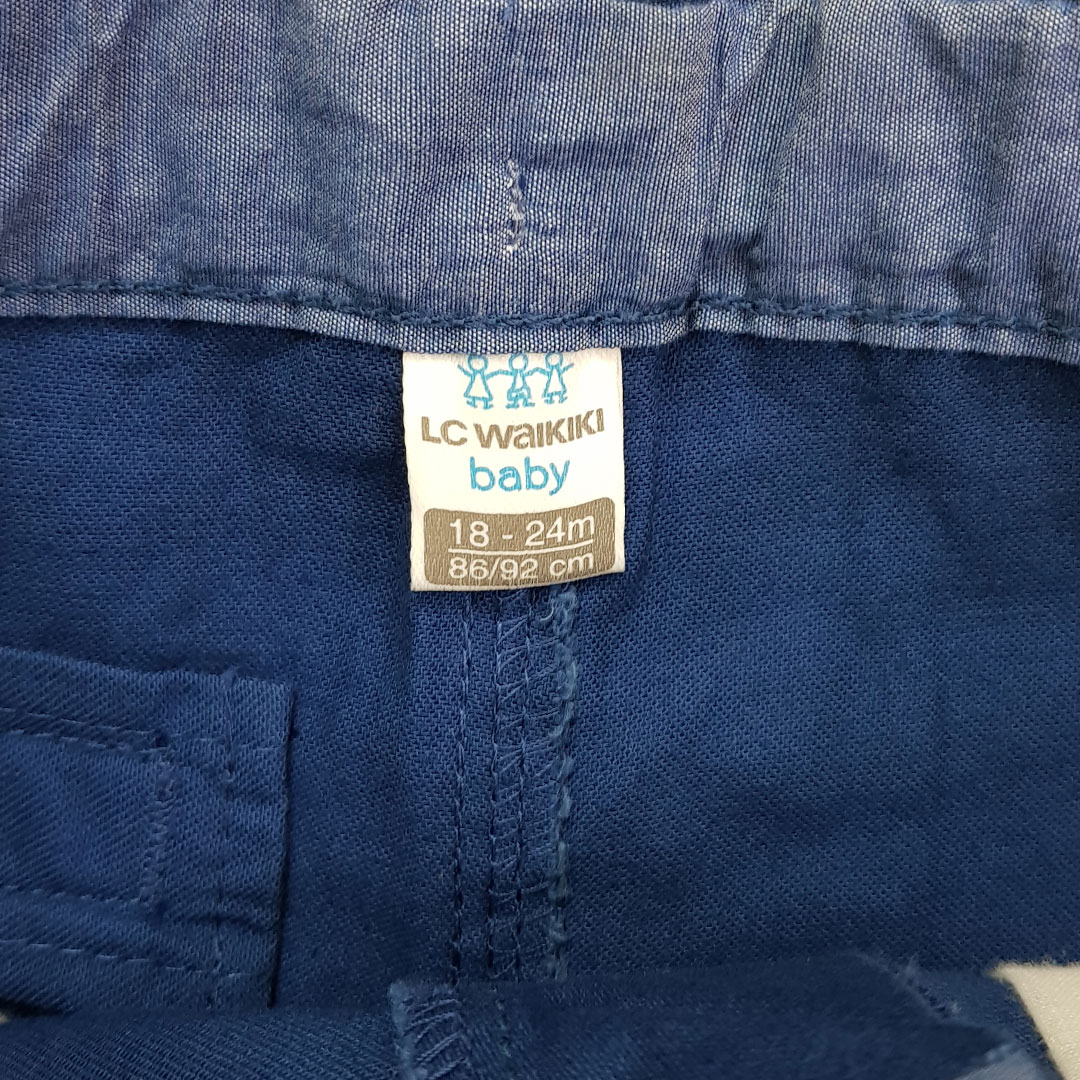 LC WAIKIKI
baby
18 - 24m
86/92 cm